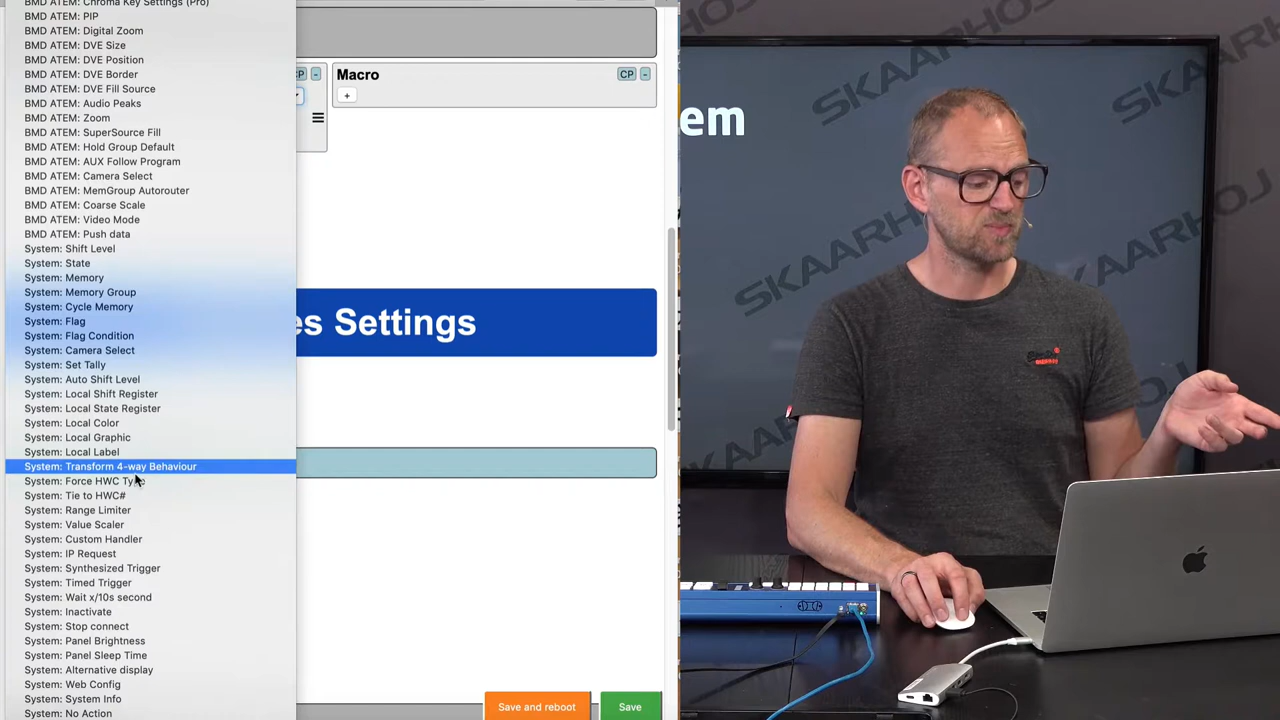 BMD ATEM: Chroma Key Settings (Pro)
BMD ATEM: PIP
BMD ATEM: Digital Zoom
BMD ATEM: DVE Size
BMD ATEM: DVE Position
BMD ATEM: DVE Border
BMD ATEM: DVE Fill Source
BMD ATEM: Audio Peaks
BMD ATEM: Zoom
BMD ATEM: SuperSource Fill
BMD ATEM: Hold Group Default
BMD ATEM: AUX Follow Program
BMD ATEM: Camera Select
BMD ATEM: MemGroup Autorouter
BMD ATEM: Coarse Scale
BMD ATEM: Video Mode
BMD ATEM: Push data
System: Shift Level
System: State
System: Memory
System: Memory Group
System: Cycle Memory
System: Flag
System: Flag Condition
System: Camera Select
System: Set Tally
System: Auto Shift Level
System: Local Shift Register
System: Local State Register
System: Local Color
System: Local Graphic
System: Local Label
System: Transform 4-way Behaviour
System: Force HWC Type
System: Tie to HWC#
System: Range Limiter
System: Value Scaler
System: Custom Handler
System: IP Request
System: Synthesized Trigger
System: Timed Trigger
System: Wait x/10s second
System: Inactivate
System: Stop connect
System: Panel Brightness
System: Panel Sleep Time
System: Alternative display
System: Web Config
System: System Info
System: No Action
CP -
Macro CP -
+
es Settings
Save and reboot
Save
em
SKAARHOJ
SKAARHOJ
SKAARHOJ